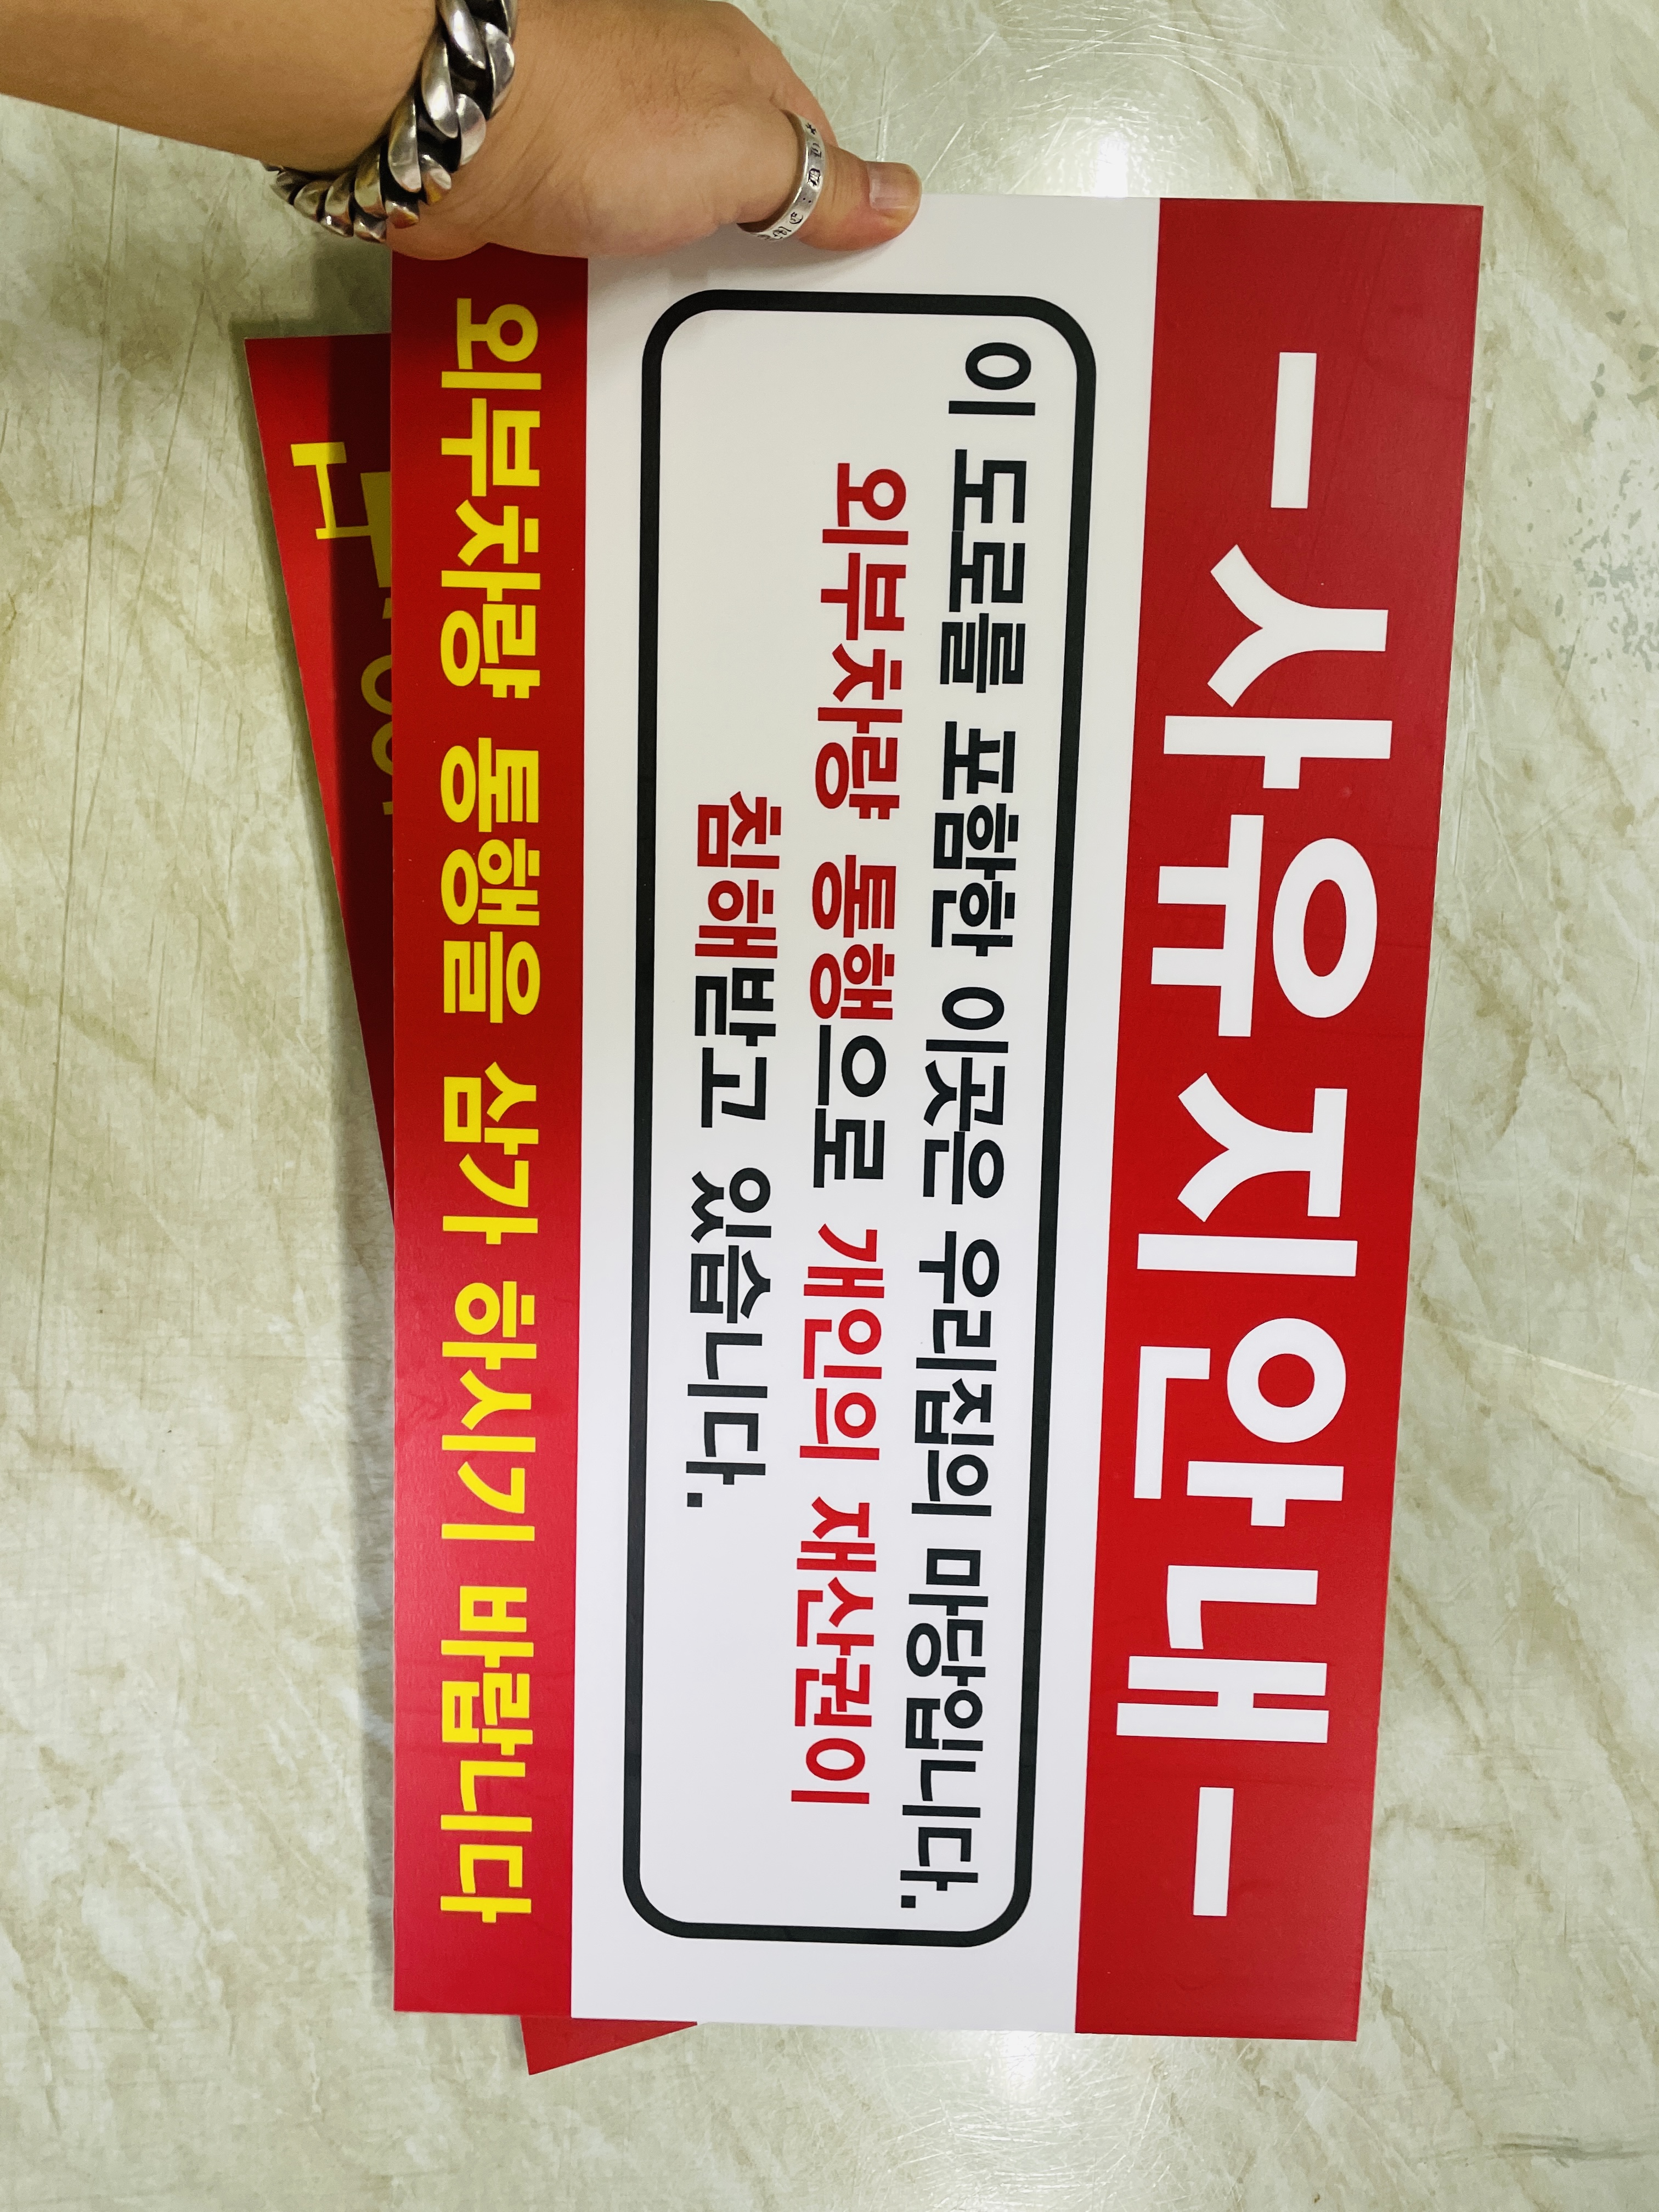 - 사유지안내 -
이 도로를 포함한 이곳은 우리집의 마당입니다.
외부차량 통행으로 개인의 재산권이
침해받고 있습니다.
외부차량 통행을 삼가 하시기 바랍니다